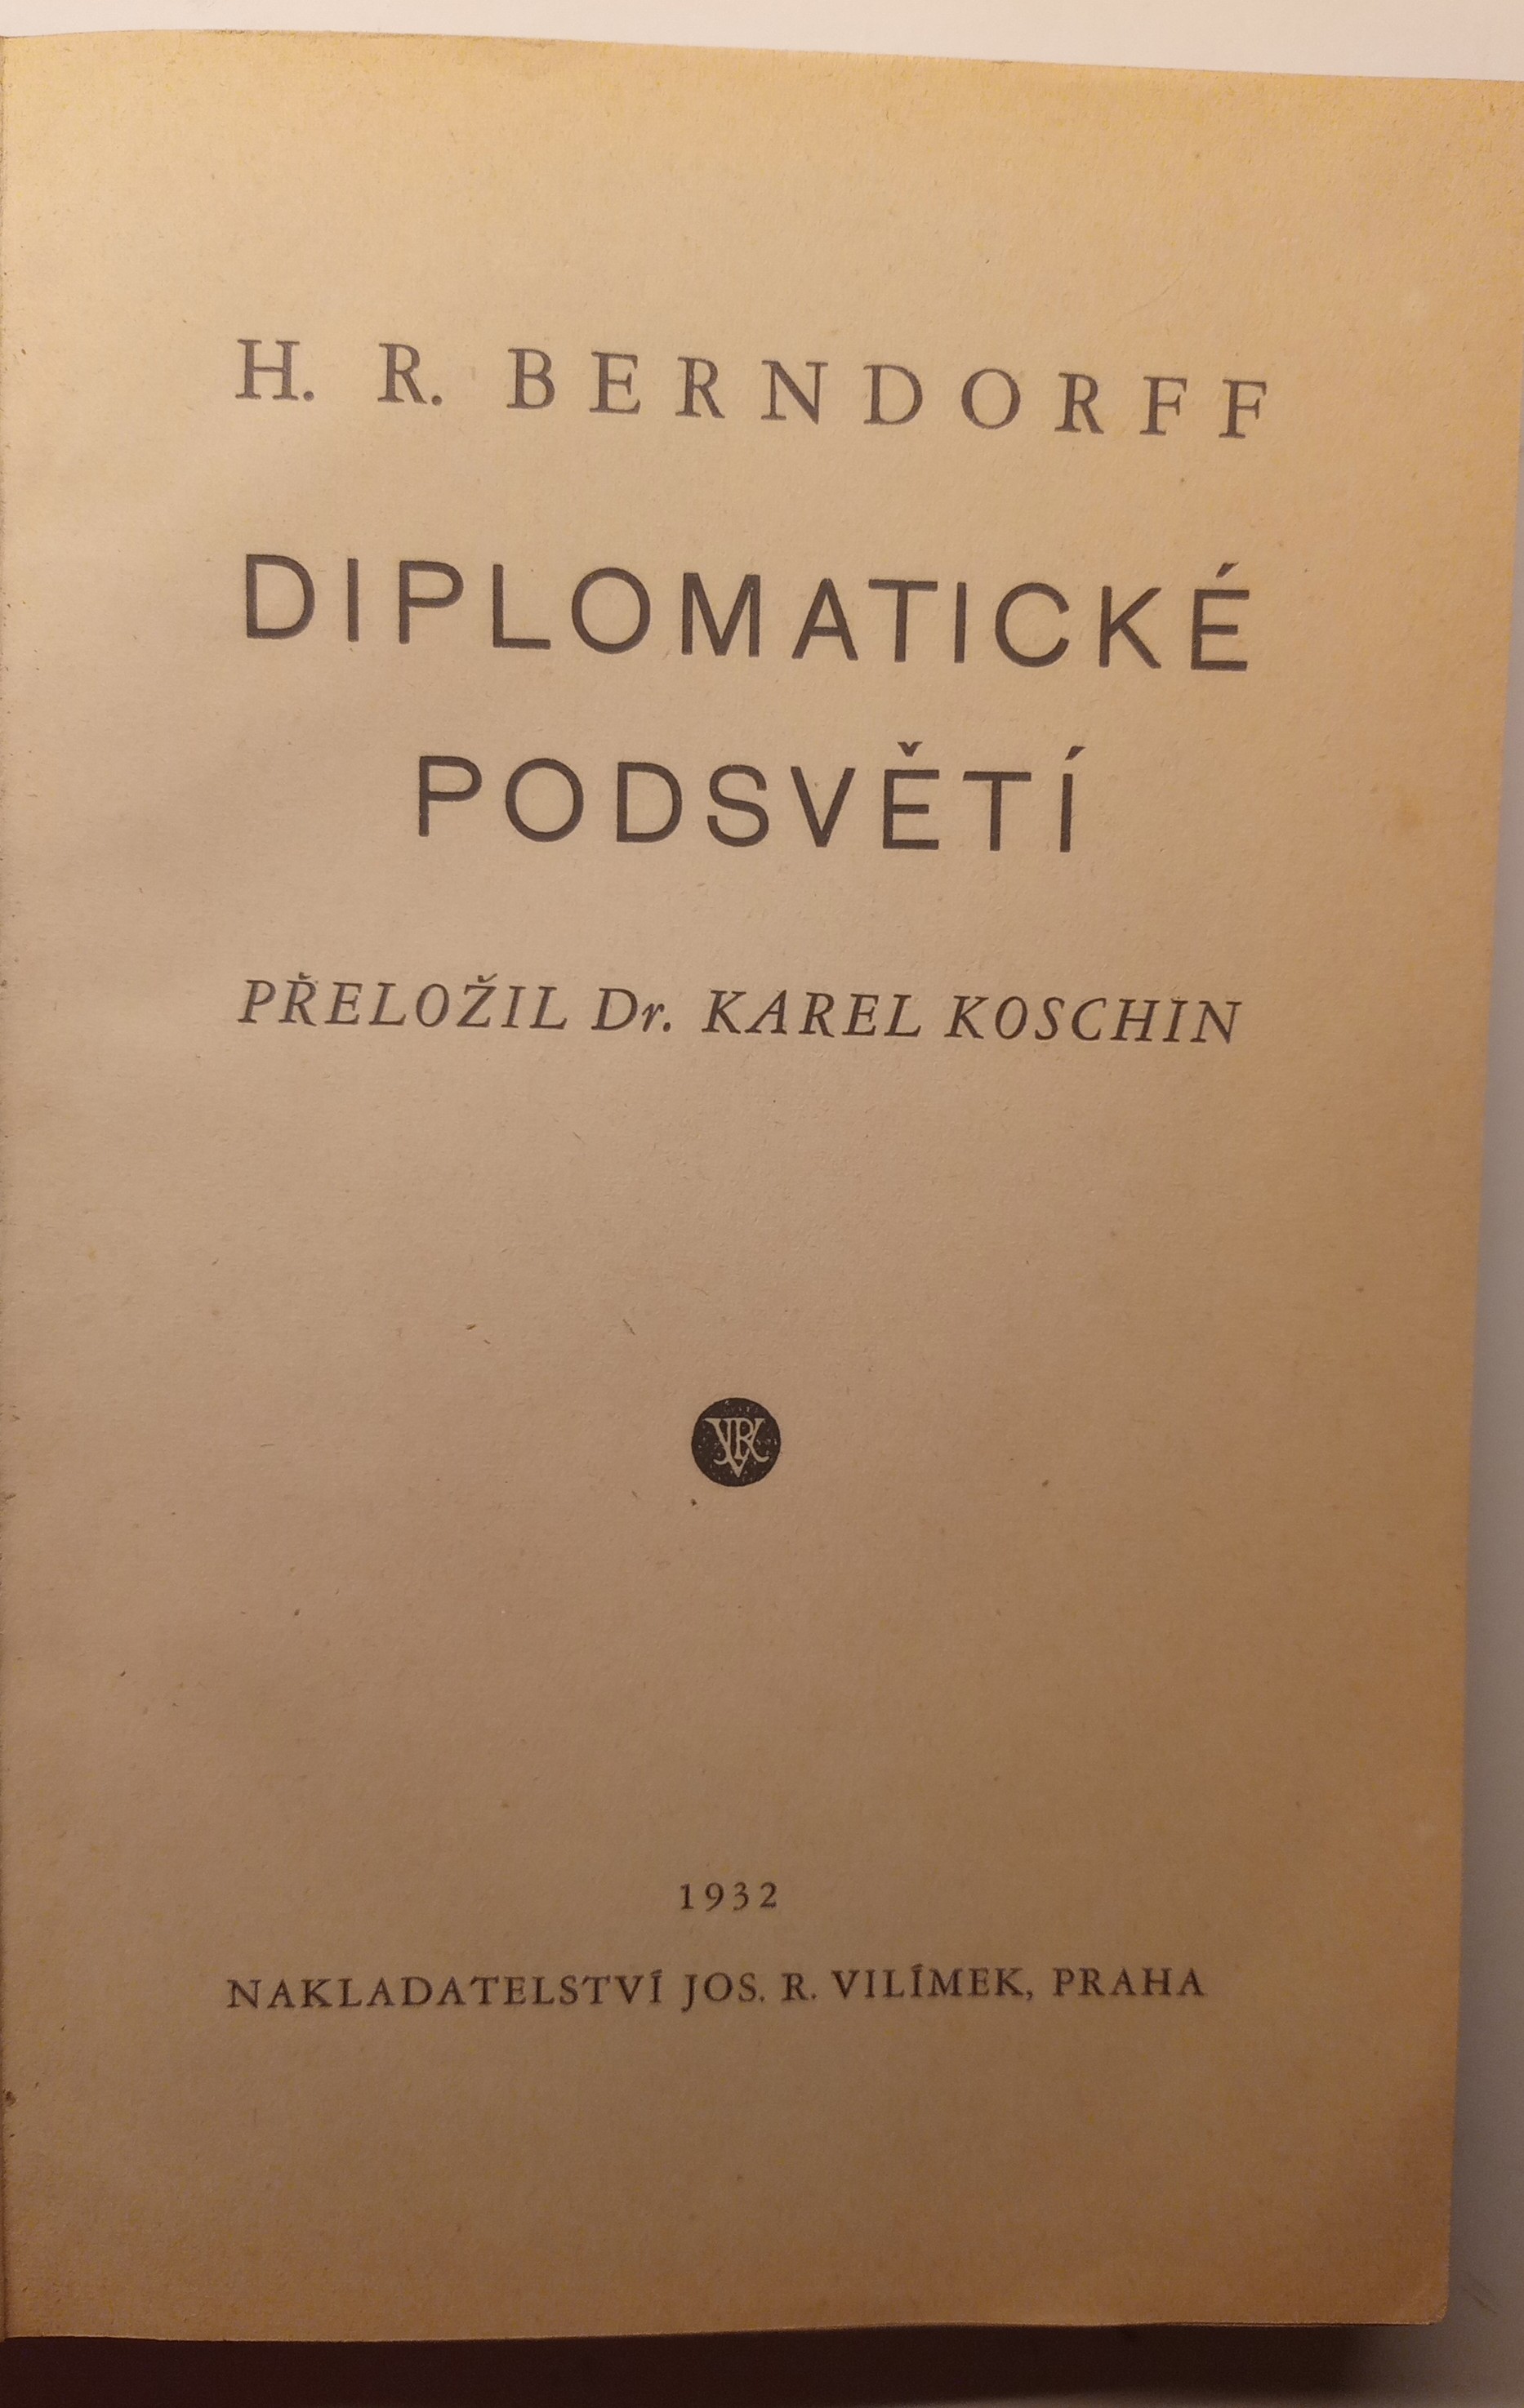 H. R. BERNDORFF
DIPLOMATICKÉ
PODSVĚTÍ
PŘELOŽIL Dr. KAREL KOSCHIN
1932
NAKLADATELSTVÍ JOS. R. VILÍMEK, PRAHA